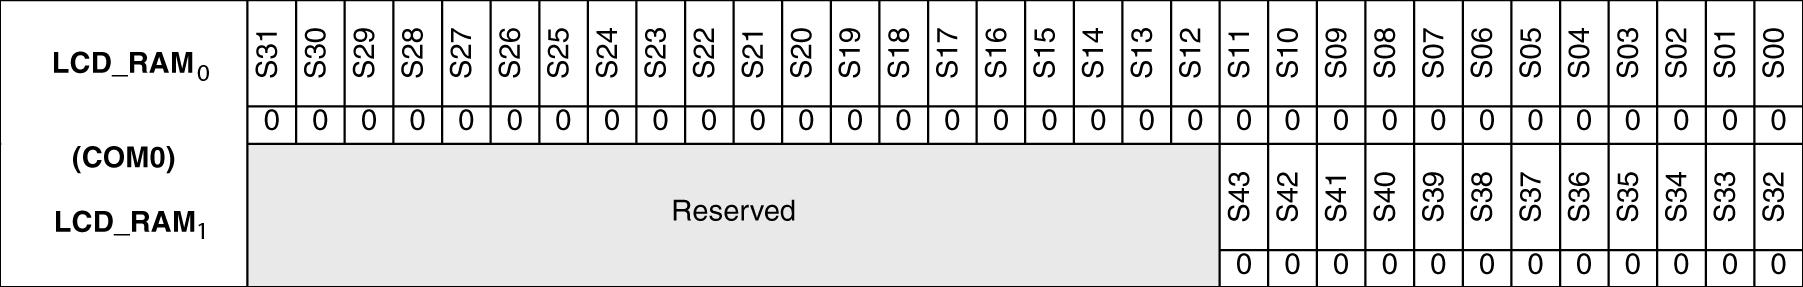 LCD_RAM0 S31 S30 S29 S28 S27 S26 S25 S24 S23 S22 S21 S20 S19 S18 S17 S16 S15 S14 S13 S12 S11 S10 S09 S08 S07 S06 S05 S04 S03 S02 S01 S00
0 0 0 0 0 0 0 0 0 0 0 0 0 0 0 0 0 0 0 0 0 0 0 0 0 0 0 0 0 0 0 0
(COM0)
LCD_RAM1 Reserved S43 S42 S41 S40 S39 S38 S37 S36 S35 S34 S33 S32
0 0 0 0 0 0 0 0 0 0 0 0